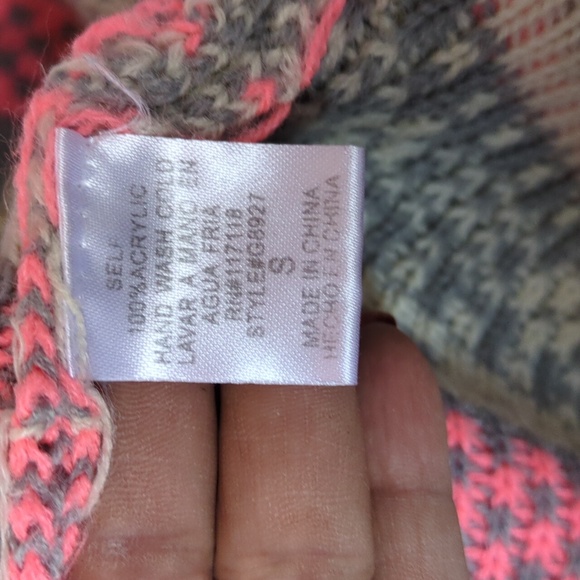 SELF
100%ACRYLIC
HAND WASH COLD
LAVAR A MANO EN
AGUA FRIA
Rn#117118
STYLE#G6927
S
MADE IN CHINA
HECHO EN CHINA